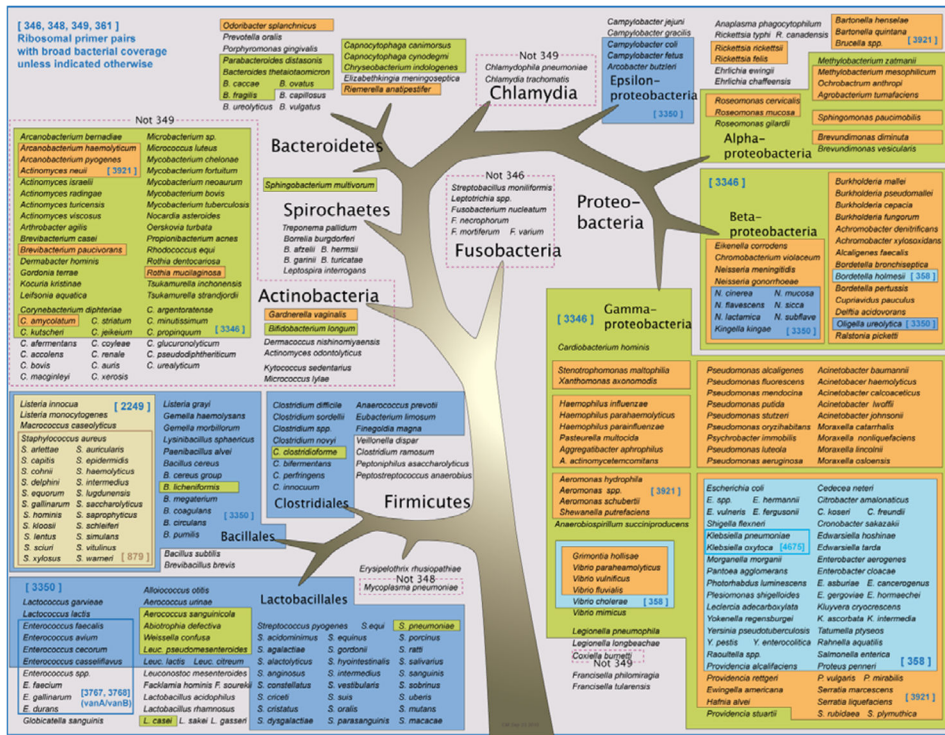 [ 346, 348, 349, 361 ]
Ribosomal primer pairs
with broad bacterial coverage
unless indicated otherwise
Odoribacter splanchnicus
Prevotella oralis
Porphyromonas gingivalis
Parabacteroides distasonis
Bacteroides thetaiotaomicron
B. caccae B. ovatus
B. fragilis B. capillosus
B. ureolyticus B. vulgatus
Capnocytophaga canimorsus
Capnocytophaga cynodegmi
Chryseobacterium indologenes
Elizabethkingia meningoseptica
Riemerella anatipestifer
Bacteroidetes
Sphingobacterium multivorum
Not 349
Chlamydophila pneumoniae
Chlamydia trachomatis
Chlamydia
Campylobacter jejuni
Campylobacter gracilis
Campylobacter coli
Campylobacter fetus
Arcobacter butzleri
Epsilon-
proteobacteria
[ 3350 ]
Anaplasma phagocytophilum
Rickettsia typhi R. canadensis
Rickettsia rickettsii
Rickettsia felis
Ehrlichia ewingii
Ehrlichia chaffeensis
Bartonella henselae
Bartonella quintana
Brucella spp. [ 3921 ]
Methylobacterium zatmanii
Methylobacterium mesophilicum
Ochrobactrum anthropi
Agrobacterium tumafaciens
Roseomonas cervicalis
Roseomonas mucosa
Roseomonas gilardii
Sphingomonas paucimobilis
Brevundimonas diminuta
Brevundimonas vesicularis
Alpha-
proteobacteria
Proteo-
bacteria
Not 349
Arcanobacterium bernadiae
Arcanobacterium haemolyticum
Arcanobacterium pyogenes
Actinomyces neuii [ 3921 ]
Actinomyces israelii
Actinomyces radingae
Actinomyces turicensis
Actinomyces viscosus
Arthrobacter agilis
Brevibacterium casei
Brevibacterium paucivorans
Dermabacter hominis
Gordonia terrae
Kocuria kristinae
Leifsonia aquatica
Microbacterium sp.
Micrococcus luteus
Mycobacterium chelonae
Mycobacterium fortuitum
Mycobacterium neoaurum
Mycobacterium bovis
Mycobacterium tuberculosis
Nocardia asteroides
Oerskovia turbata
Propionibacterium acnes
Rhodococcus equi
Rothia dentocariosa
Rothia mucilaginosa
Tsukamurella inchonensis
Tsukamurella strandjordii
Corynebacterium diphteriae C. argentoratense
C. amycolatum C. striatum C. minutissimum
C. kutscheri C. jeikeium C. propinquum [ 3346 ]
C. afermentans C. coyleae C. glucuronolyticum
C. accolens C. renale C. pseudodiphtheriticum
C. bovis C. auris C. urealyticum
C. macginleyi C. xerosis
Spirochaetes
Treponema pallidum
Borrelia burgdorferi
B. afzelii B. hermsii
B. garinii B. turicatae
Leptospira interrogans
Not 346
Streptobacillus moniliformis
Leptotrichia spp.
Fusobacterium nucleatum
F. necrophorum
F. mortiferum F. varium
Fusobacteria
Actinobacteria
Gardnerella vaginalis
Bifidobacterium longum
Dermacoccus nishinomiyaensis
Actinomyces odontolyticus
Kytococcus sedentarius
Micrococcus lylae
[ 3346 ]
Beta-
proteobacteria
Eikenella corrodens
Chromobacterium violaceum
Neisseria meningitidis
Neisseria gonorrhoeae
N. cinerea N. mucosa
N. flavescens N. sicca
N. lactamica N. subflave
Kingella kingae [ 3350 ]
Burkholderia mallei
Burkholderia pseudomallei
Burkholderia cepacia
Burkholderia fungorum
Achromobacter denitrificans
Achromobacter xylosoxidans
Alcaligenes faecalis
Bordetella bronchiseptica
Bordetella holmesii [ 358 ]
Bordetella pertussis
Cupriavidus pauculus
Delftia acidovorans
Oligella ureolytica [ 3350 ]
Ralstonia picketti
[ 3346 ]
Gamma-
proteobacteria
Cardiobacterium hominis
Stenotrophomonas maltophilia
Xanthomonas axonomodis
Haemophilus influenzae
Haemophilus parahaemolyticus
Haemophilus parainfluenzae
Pasteurella multocida
Aggregatibacter aphrophilus
A. actinomycetemcomitans
Aeromonas hydrophila
Aeromonas spp. [ 3921 ]
Aeromonas schubertii
Shewanella putrefaciens
Anaerobiospirillum succiniproducens
Grimontia hollisae
Vibrio parahaemolyticus
Vibrio vulnificus
Vibrio fluvialis
Vibrio cholerae [ 358 ]
Vibrio mimicus
Legionella pneumophila
Legionella longbeachae
Coxiella burnetti
Not 349
Francisella philomiragia
Francisella tularensis
Pseudomonas alcaligenes
Pseudomonas fluorescens
Pseudomonas mendocina
Pseudomonas putida
Pseudomonas stutzeri
Pseudomonas oryzihabitans
Psychrobacter immobilis
Pseudomonas luteola
Pseudomonas aeruginosa
Acinetobacter baumannii
Acinetobacter haemolyticus
Acinetobacter calcoaceticus
Acinetobacter lwoffii
Acinetobacter johnsonii
Moraxella catarrhalis
Moraxella nonliquefaciens
Moraxella lincolnii
Moraxella osloensis
Escherichia coli
E. spp. E. hermannii
E. vulneris E. fergusonii
Shigella flexneri
Klebsiella pneumoniae
Klebsiella oxytoca [4675]
Morganella morganii
Pantoea agglomerans
Photorhabdus luminescens
Plesiomonas shigelloides
Leclercia adecarboxylata
Yokenella regensburgei
Yersinia pseudotuberculosis
Y. pestis Y. enterocolitica
Raoultella spp.
Providencia alcalifaciens
Cedecea neteri
Citrobacter amalonaticus
C. koseri C. freundii
Cronobacter sakazakii
Edwarsiella hoshinae
Edwarsiella tarda
Enterobacter aerogenes
Enterobacter cloacae
E. asburiae E. cancerogenus
E. gergoviae E. hormaechei
Kluyvera cryocrescens
K. ascorbata K. intermedia
Tatumella ptyseos
Rahnella aquatilis
Salmonella enterica
Proteus penneri [ 358 ]
Providencia rettgeri
Ewingella americana
Hafnia alvei
Providencia stuartii
P. vulgaris P. mirabilis
Serratia marcescens
Serratia liquefaciens [ 3921 ]
S. rubidaea S. plymuthica
Listeria innocua [ 2249 ]
Listeria monocytogenes
Macrococcus caseolyticus
Staphylococcus aureus
S. arlettae S. auricularis
S. capitis S. epidermidis
S. cohnii S. haemolyticus
S. delphini S. intermedius
S. equorum S. lugdunensis
S. gallinarum S. saccharolyticus
S. hominis S. saprophyticus
S. kloosii S. schleiferi
S. lentus S. simulans
S. sciuri S. vitulinus
S. xylosus S. warneri [ 879 ]
Listeria grayi
Gemella haemolysans
Gemella morbillorum
Lysinibacillus sphaericus
Paenibacillus alvei
Bacillus cereus
B. cereus group
B. licheniformis
B. megaterium
B. coagulans [ 3350 ]
B. circulans
B. pumilis
Bacillus subtilis
Brevibacillus brevis
Bacillales
Clostridium difficile
Clostridium sordellii
Clostridium spp.
Clostridium novyi
C. clostridioforme
C. bifermentans
C. perfringens
C. innocuum
Anaerococcus prevotii
Eubacterium limosum
Finegoldia magna
Veillonella dispar
Clostridium ramosum
Peptoniphilus asaccharolyticus
Peptostreptococcus anaerobius
Clostridiales
Firmicutes
Erysipelothrix rhusiopathiae
Not 348
Mycoplasma pneumoniae
[ 3350 ]
Lactococcus garvieae
Lactococcus lactis
Enterococcus faecalis
Enterococcus avium
Enterococcus cecorum
Enterococcus casseliflavus
Enterococcus spp.
E. faecium
E. gallinarum
E. durans
[3767, 3768]
(vanA/vanB)
Globicatella sanguinis
Alloiococcus otitis
Aerococcus urinae
Aerococcus sanguinicola
Abiotrophia defectiva
Weissella confusa
Leuc. pseudomesenteroides
Leuc. lactis Leuc. citreum
Leuconostoc mesenteroides
Facklamia hominis F. sourekii
Lactobacillus acidophilus
Lactobacillus rhamnosus
L. casei L. sakei L. gasseri
Lactobacillales
Streptococcus pyogenes S.equi S. pneumoniae
S. acidominimus S. equinus S. porcinus
S. agalactiae S. gordonii S. ratti
S. alactolyticus S. hyointestinalis S. salivarius
S. anginosus S. intermedius S. sanguinis
S. constellatus S. vestibularis S. sobrinus
S. criceti S. suis S. uberis
S. cristatus S. oralis S. mutans
S. dysgalactiae S. parasanguinis S. macacae